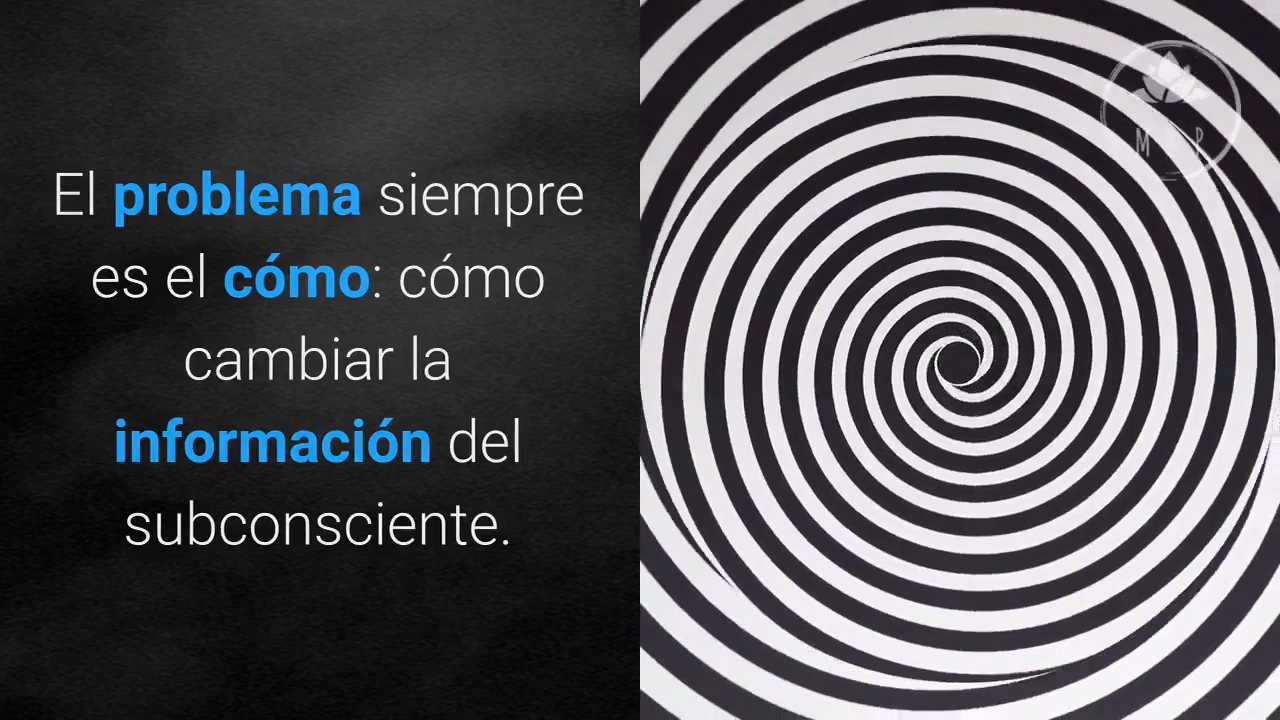 El problema siempre
es el cómo: cómo
cambiar la
información del
subconsciente.